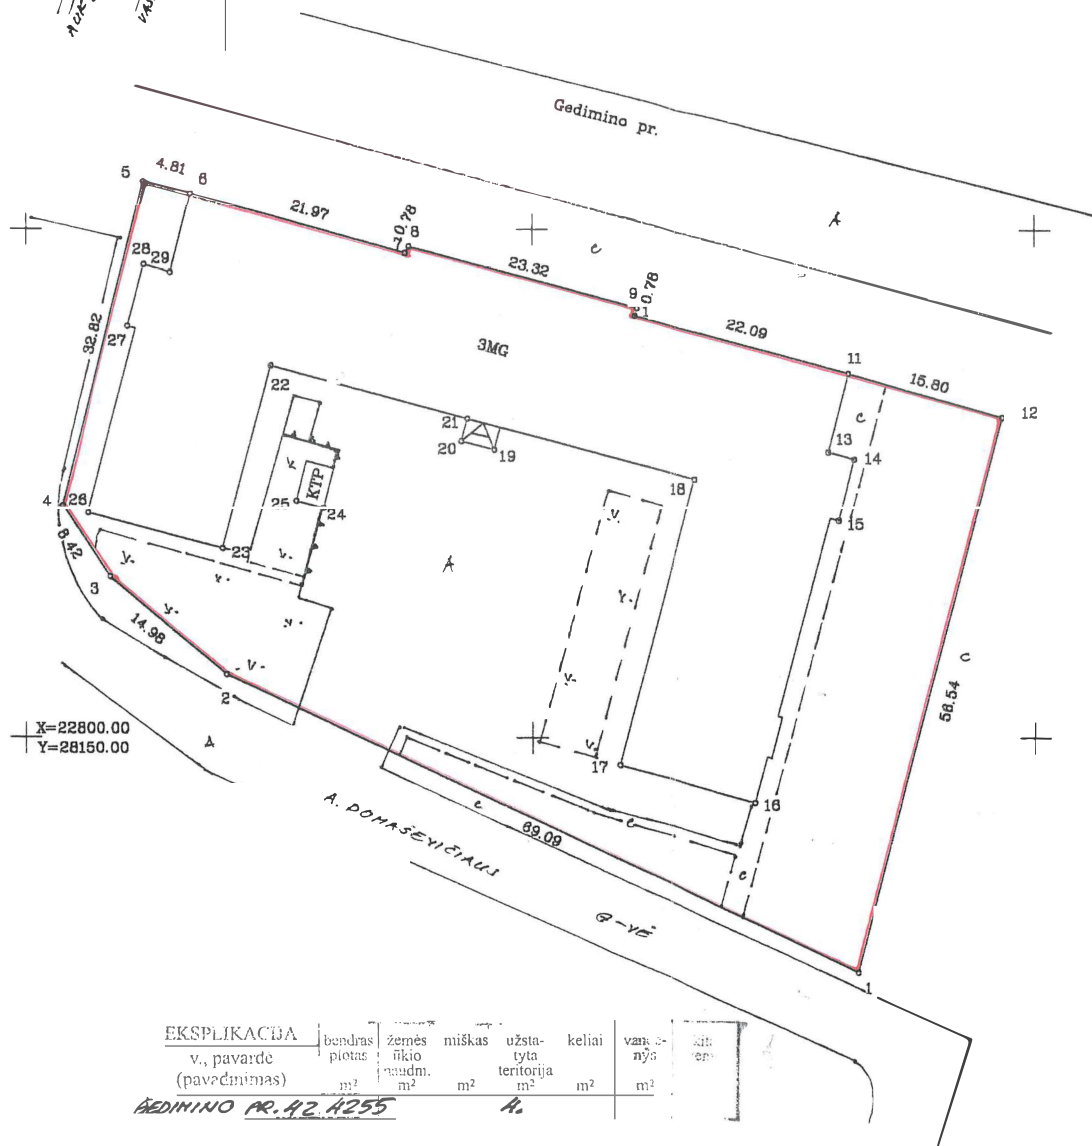 Gedimino pr.
A
5
4.81
6
21.97
7
0.78
8
c
23.32
9
0.78
1
22.09
11
15.80
12
28
29
32.82
27
3MG
c
13
14
22
21
20
19
15
18
v.
KTP
25
24
4
26
8.42
23
v.
v.
v.
A
v.
3
v.
v.
14.98
- v -
v.
c
58.54
2
X=22800.00
Y=28150.00
A
v.
17
16
c
c
69.09
c
A. DOMAŠEVIČIAUS
G-VĖ
1
EKSPLIKACIJA
v., pavardė
(pavadinimas)
bendras
plotas
m²
žemės
ūkio
naudm.
m²
miškas
m²
užsta-
tyta
teritorija
m²
keliai
m²
nys
m²
GEDIMINO PR. 42 4255